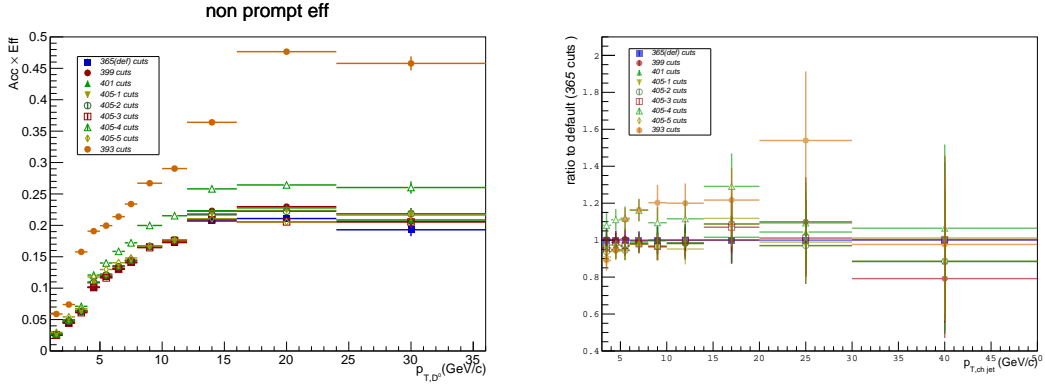 non prompt eff
Acc × Eff
0.5
0.45
0.4
0.35
0.3
0.25
0.2
0.15
0.1
0.05
0
365(def) cuts
399 cuts
401 cuts
405-1 cuts
405-2 cuts
405-3 cuts
405-4 cuts
405-5 cuts
393 cuts
5 10 15 20 25 30 35
p_T,D⁰ (GeV/c)
ratio to default (365 cuts)
2
1.8
1.6
1.4
1.2
1
0.8
0.6
0.4
365(def) cuts
399 cuts
401 cuts
405-1 cuts
405-2 cuts
405-3 cuts
405-4 cuts
405-5 cuts
393 cuts
5 10 15 20 25 30 35 40 45 50
p_T,ch jet (GeV/c)